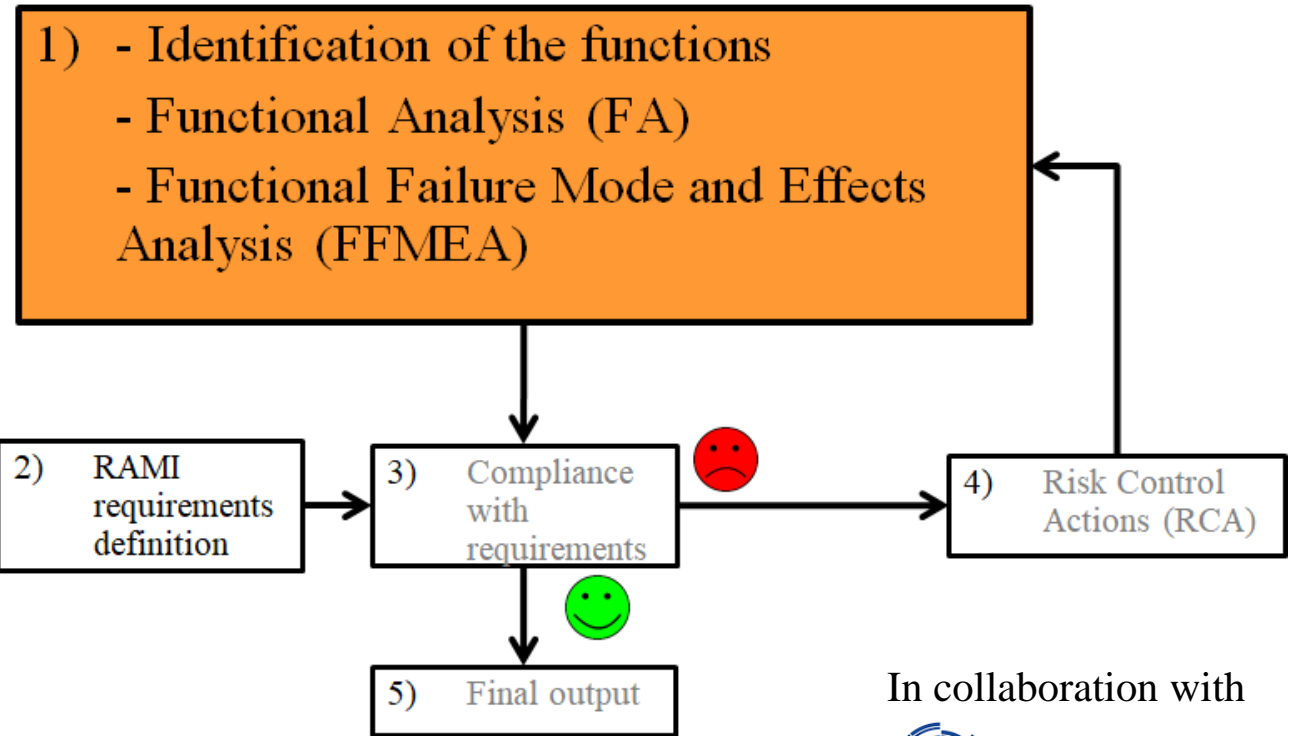 1) - Identification of the functions
- Functional Analysis (FA)
- Functional Failure Mode and Effects
Analysis (FFMEA)
2) RAMI
requirements
definition
3) Compliance
with
requirements
4) Risk Control
Actions (RCA)
5) Final output
In collaboration with